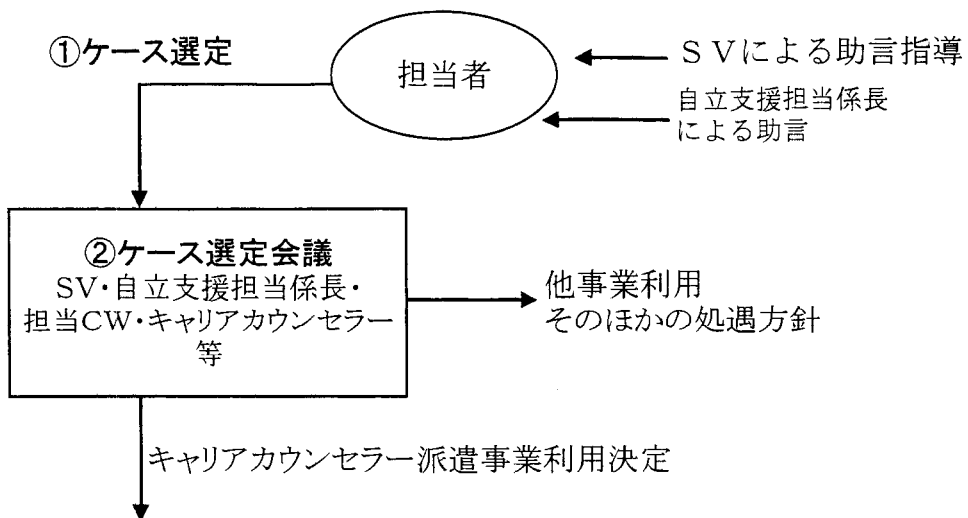 ①ケース選定
担当者
ＳＶによる助言指導
自立支援担当係長
による助言
②ケース選定会議
SV・自立支援担当係長・
担当CW・キャリアカウンセラー
等
他事業利用
そのほかの処遇方針
キャリアカウンセラー派遣事業利用決定